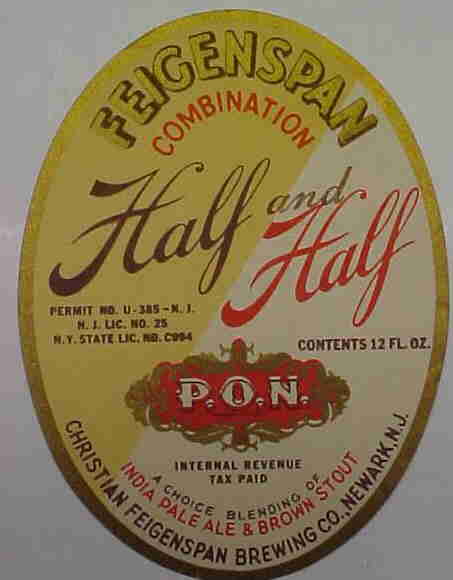 FEIGENSPAN
COMBINATION
Half and
Half
PERMIT NO. U-385-N.J.
N.J. LIC. NO. 25
N.Y. STATE LIC. NO. C994
CONTENTS 12 FL. OZ.
P.O.N.
INTERNAL REVENUE
TAX PAID
A CHOICE BLENDING OF
INDIA PALE ALE & BROWN STOUT
CHRISTIAN FEIGENSPAN BREWING CO., NEWARK, N.J.